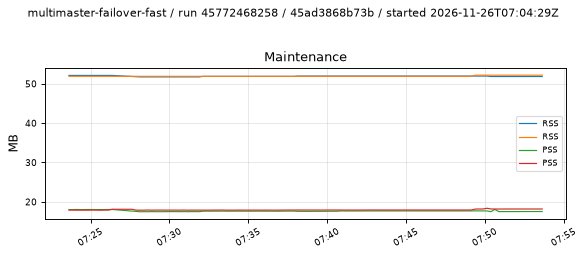 multimaster-failover-fast / run 45772468258 / 45ad3868b73b / started 2026-11-26T07:04:29Z
Maintenance
MB
50
40
30
20
RSS
RSS
PSS
PSS
07:25
07:30
07:35
07:40
07:45
07:50
07:55